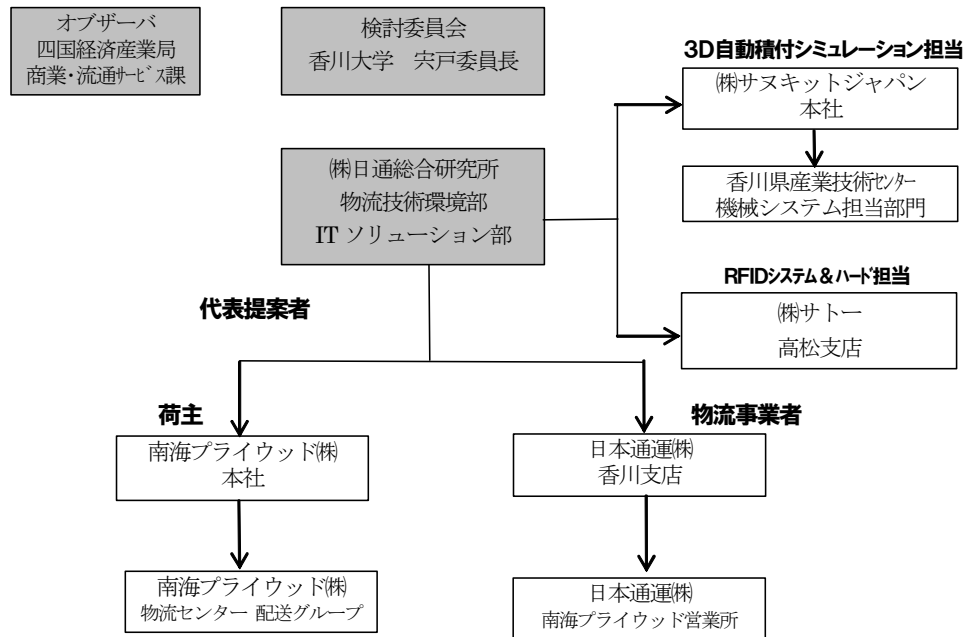 オブザーバ
四国経済産業局
商業・流通サービス課
検討委員会
香川大学　宍戸委員長
3D自動積付シミュレーション担当
㈱サヌキットジャパン
本社
香川県産業技術センター
機械システム担当部門
㈱日通総合研究所
物流技術環境部
IT ソリューション部
RFIDシステム＆ハード担当
㈱サトー
高松支店
代表提案者
荷主
南海プライウッド㈱
本社
南海プライウッド㈱
物流センター 配送グループ
物流事業者
日本通運㈱
香川支店
日本通運㈱
南海プライウッド営業所